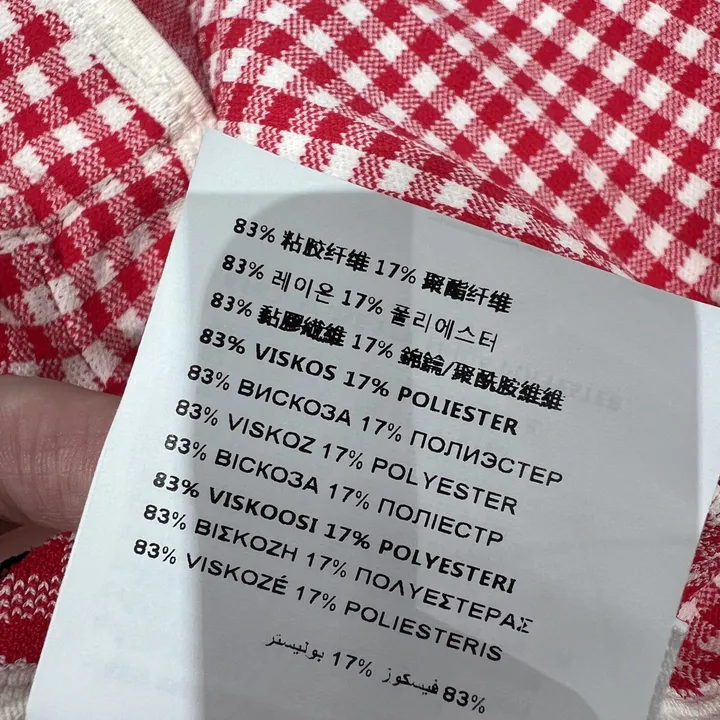 83% 粘胶纤维 17% 聚酯纤维
83% 레이온 17% 폴리에스터
83% 黏膠纖維 17% 錦錀/聚酰胺維維
83% VISKOS 17% POLIESTER
83% ВИСКОЗА 17% ПОЛИЭСТЕР
83% VISKOZ 17% POLYESTER
83% ВІСКОЗА 17% ПОЛІЕСТР
83% VISKOOSI 17% POLYESTERI
83% ΒΙΣΚΟΖΗ 17% ΠΟΛΥΕΣΤΕΡΑΣ
83% VISKOZÉ 17% POLIESTERIS
83% فيسكوز 17% بوليستر